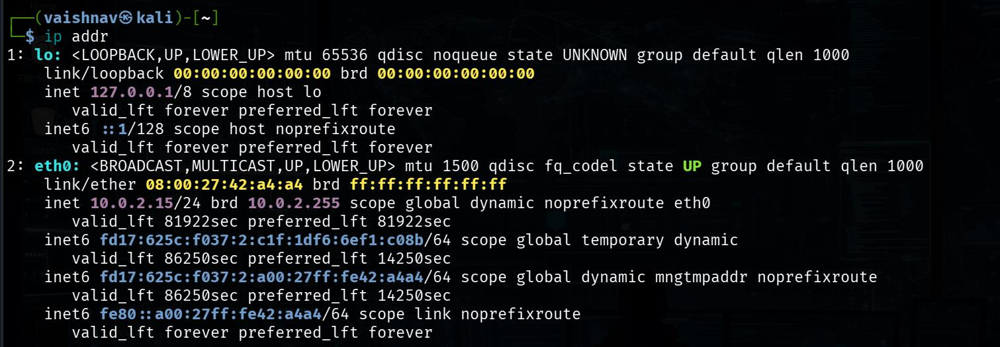 ┌──(vaishnav㉿kali)-[~]
└─$ ip addr
1: lo: <LOOPBACK,UP,LOWER_UP> mtu 65536 qdisc noqueue state UNKNOWN group default qlen 1000
link/loopback 00:00:00:00:00:00 brd 00:00:00:00:00:00
inet 127.0.0.1/8 scope host lo
valid_lft forever preferred_lft forever
inet6 ::1/128 scope host noprefixroute
valid_lft forever preferred_lft forever
2: eth0: <BROADCAST,MULTICAST,UP,LOWER_UP> mtu 1500 qdisc fq_codel state UP group default qlen 1000
link/ether 08:00:27:42:a4:a4 brd ff:ff:ff:ff:ff:ff
inet 10.0.2.15/24 brd 10.0.2.255 scope global dynamic noprefixroute eth0
valid_lft 81922sec preferred_lft 81922sec
inet6 fd17:625c:f037:2:c1f:1df6:6ef1:c08b/64 scope global temporary dynamic
valid_lft 86250sec preferred_lft 14250sec
inet6 fd17:625c:f037:2:a00:27ff:fe42:a4a4/64 scope global dynamic mngtmpaddr noprefixroute
valid_lft 86250sec preferred_lft 14250sec
inet6 fe80::a00:27ff:fe42:a4a4/64 scope link noprefixroute
valid_lft forever preferred_lft forever
Home
Trash